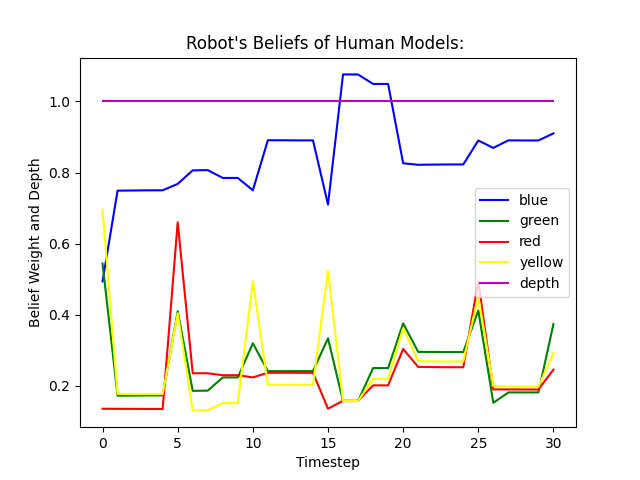 Robot's Beliefs of Human Models:
Belief Weight and Depth
1.0
0.8
0.6
0.4
0.2
blue
green
red
yellow
depth
0 5 10 15 20 25 30
Timestep